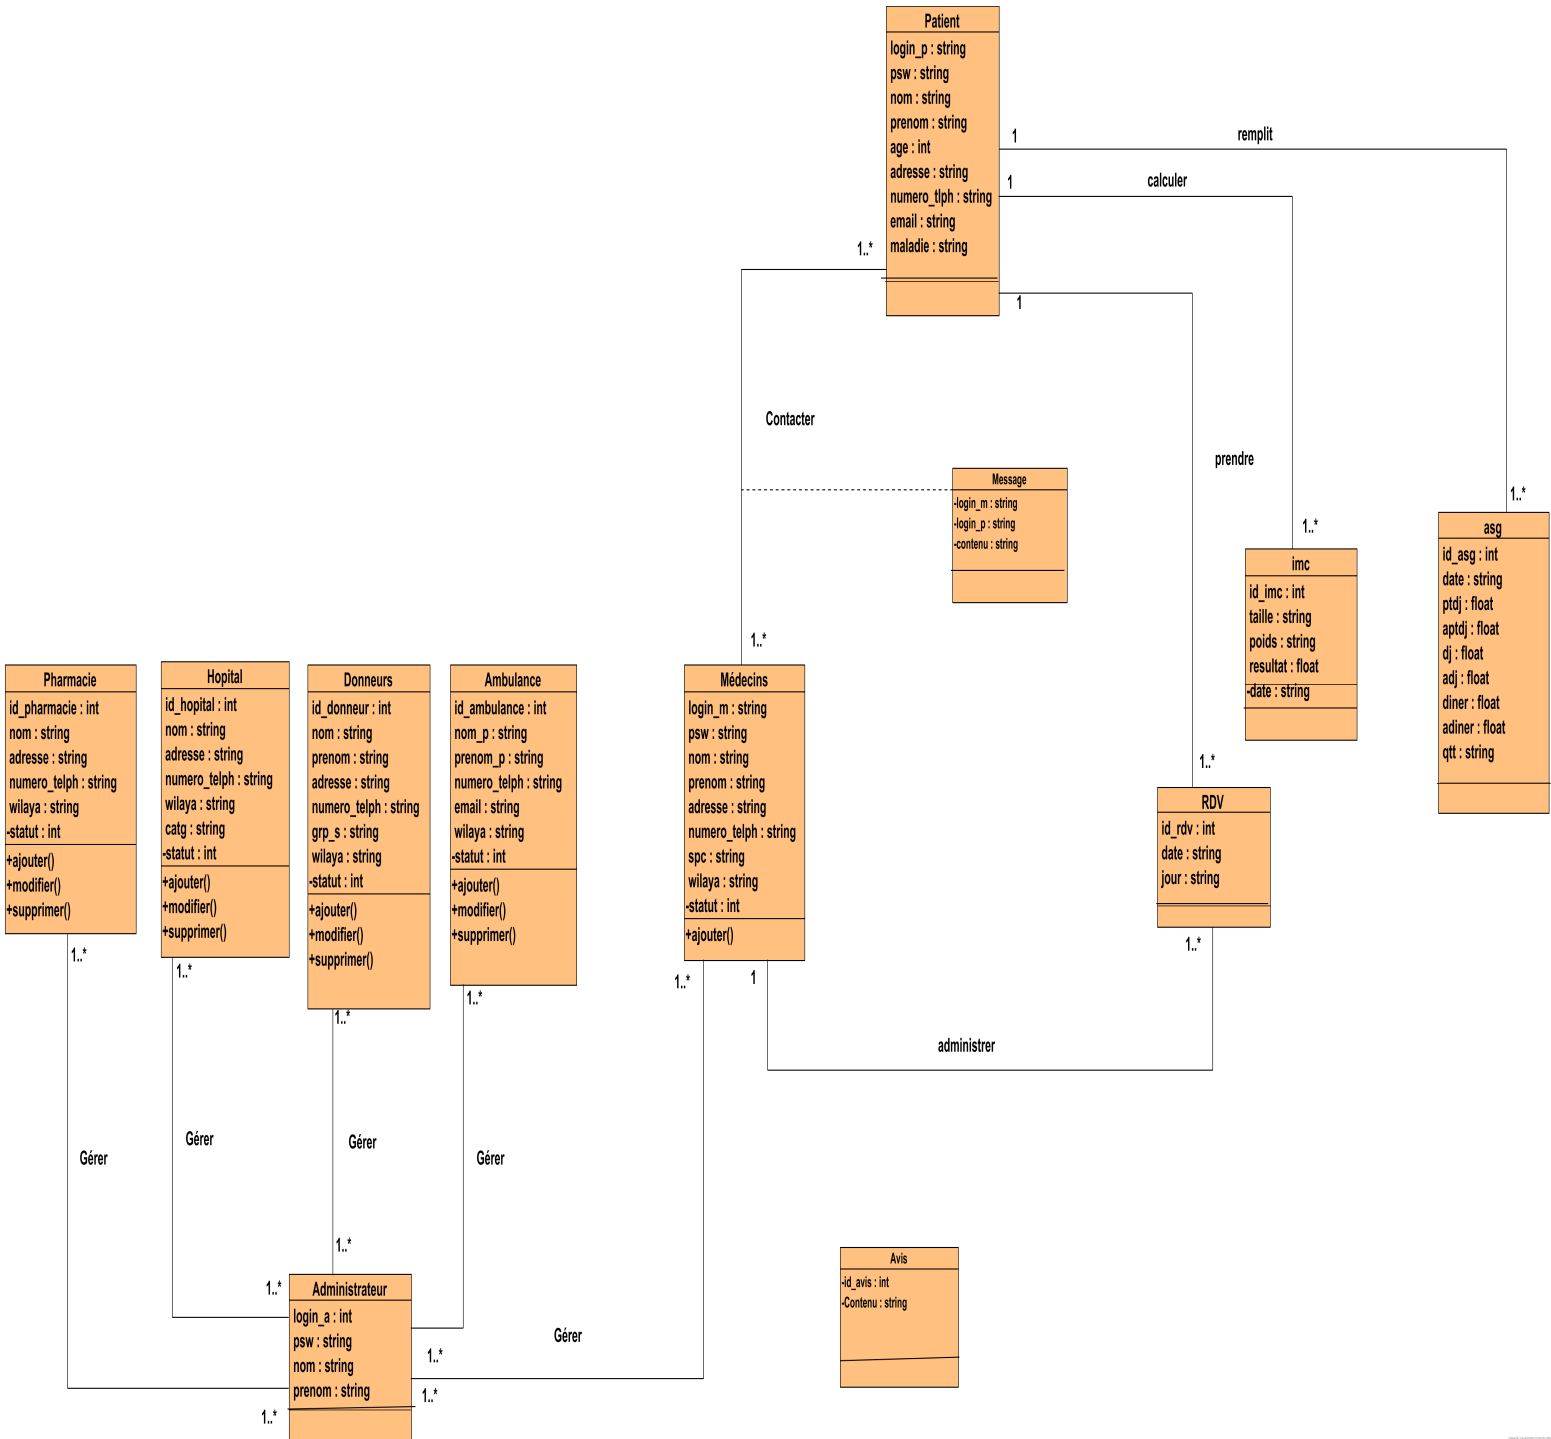 Patient
login_p : string
psw : string
nom : string
prenom : string
age : int
adresse : string
numero_tlph : string
email : string
maladie : string
1
remplit
1
calculer
1..*
1
Contacter
prendre
1..*
1..*
Message
-login_m : string
-login_p : string
-contenu : string
asg
id_asg : int
date : string
ptdj : float
aptdj : float
dj : float
adj : float
diner : float
adiner : float
qtt : string
imc
id_imc : int
taille : string
poids : string
resultat : float
-date : string
1..*
1..*
Pharmacie
id_pharmacie : int
nom : string
adresse : string
numero_telph : string
wilaya : string
-statut : int
+ajouter()
+modifier()
+supprimer()
Hopital
id_hopital : int
nom : string
adresse : string
numero_telph : string
wilaya : string
catg : string
-statut : int
+ajouter()
+modifier()
+supprimer()
Donneurs
id_donneur : int
nom : string
prenom : string
adresse : string
numero_telph : string
grp_s : string
wilaya : string
-statut : int
+ajouter()
+modifier()
+supprimer()
Ambulance
id_ambulance : int
nom_p : string
prenom_p : string
numero_telph : string
email : string
wilaya : string
-statut : int
+ajouter()
+modifier()
+supprimer()
Médecins
login_m : string
psw : string
nom : string
prenom : string
adresse : string
numero_telph : string
spc : string
wilaya : string
-statut : int
+ajouter()
RDV
id_rdv : int
date : string
jour : string
1..*
1..*
1..*
1..*
1..*
1..*
1
administrer
Gérer
Gérer
Gérer
Gérer
1..*
1..*
Administrateur
login_a : int
psw : string
nom : string
prenom : string
Gérer
1..*
1..*
1..*
Avis
-id_avis : int
-Contenu : string